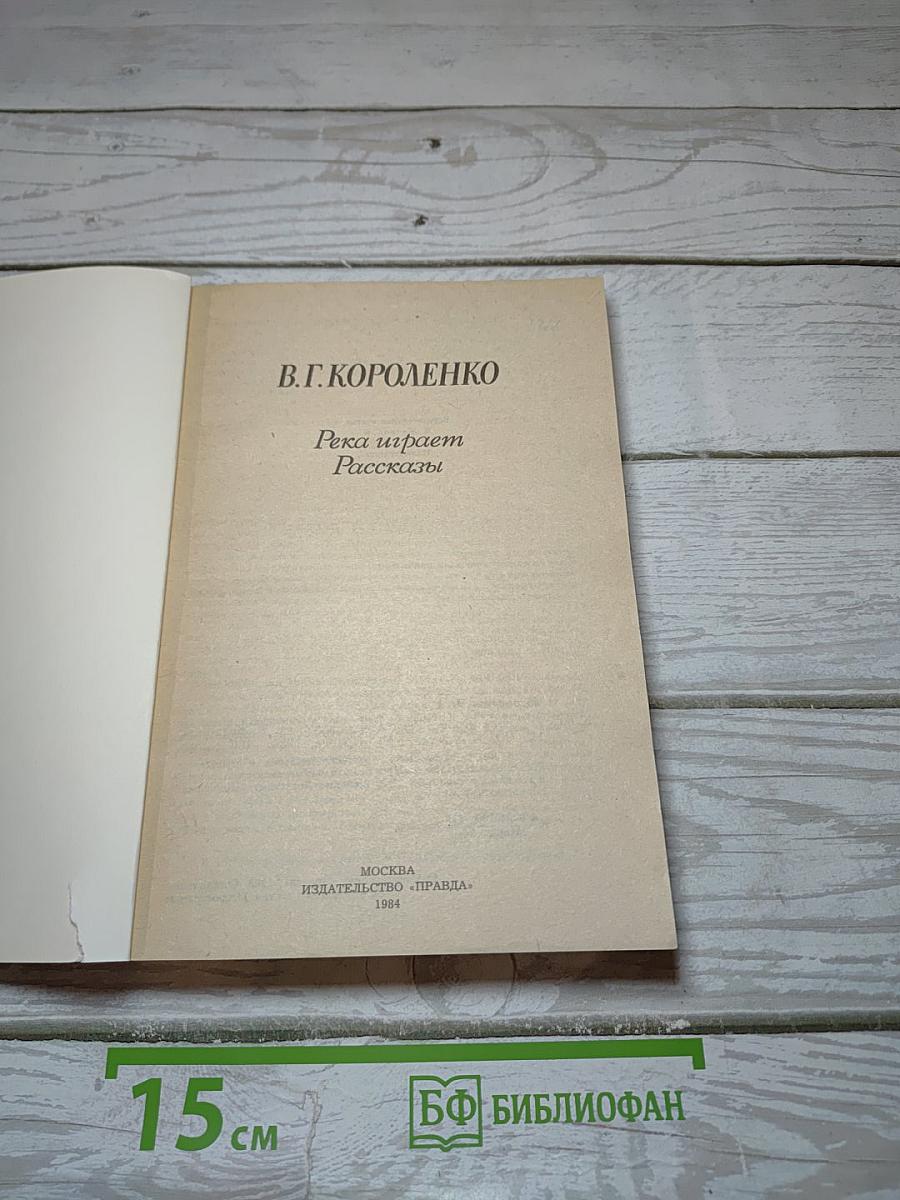 В. Г. КОРОЛЕНКО
Река играет
Рассказы
МОСКВА
ИЗДАТЕЛЬСТВО «ПРАВДА»
1984
15 см
БФ БИБЛИОФАН